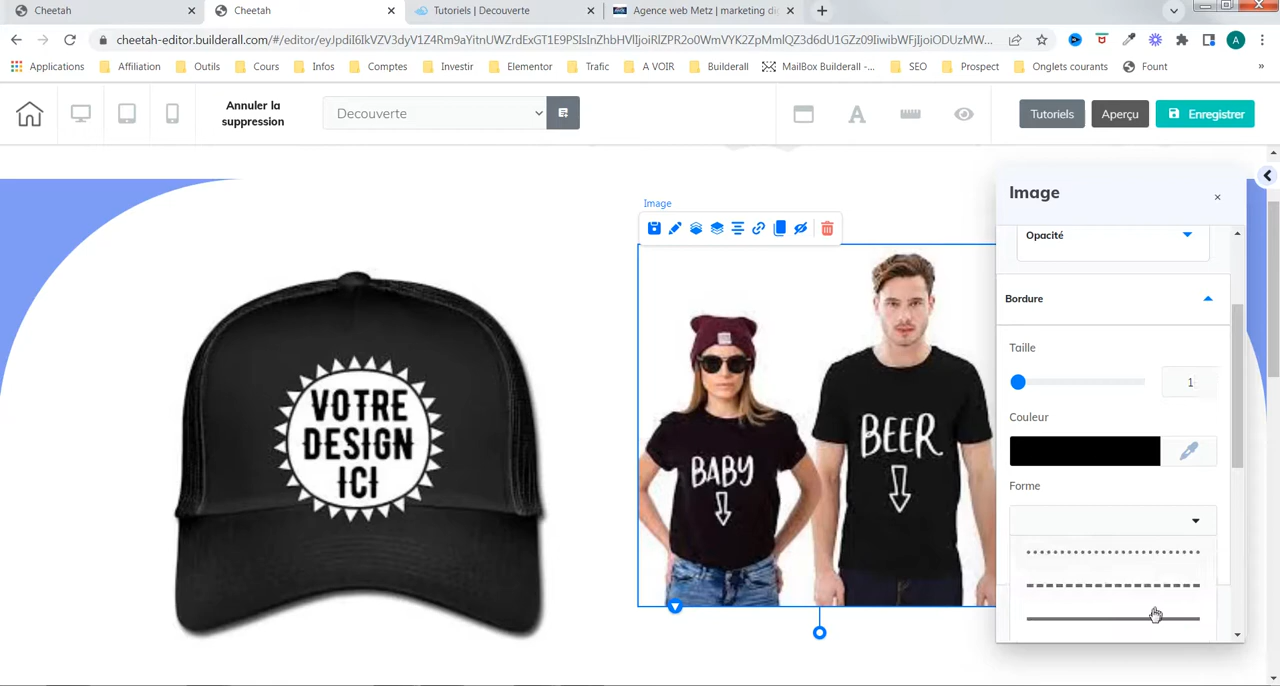 Cheetah
Cheetah
Tutoriels | Decouverte
Agence web Metz | marketing di
cheetah-editor.builderall.com/#/editor/
Applications
Affiliation
Outils
Cours
Infos
Comptes
Investir
Elementor
Trafic
A VOIR
Builderall
MailBox Builderall -...
SEO
Prospect
Onglets courants
Fount
»
A
Annuler la
suppression
Decouverte
Tutoriels
Aperçu
Enregistrer
Image
Image
Opacité
Bordure
Taille
1
Couleur
Forme
VOTRE
DESIGN
ICI
BABY
BEER